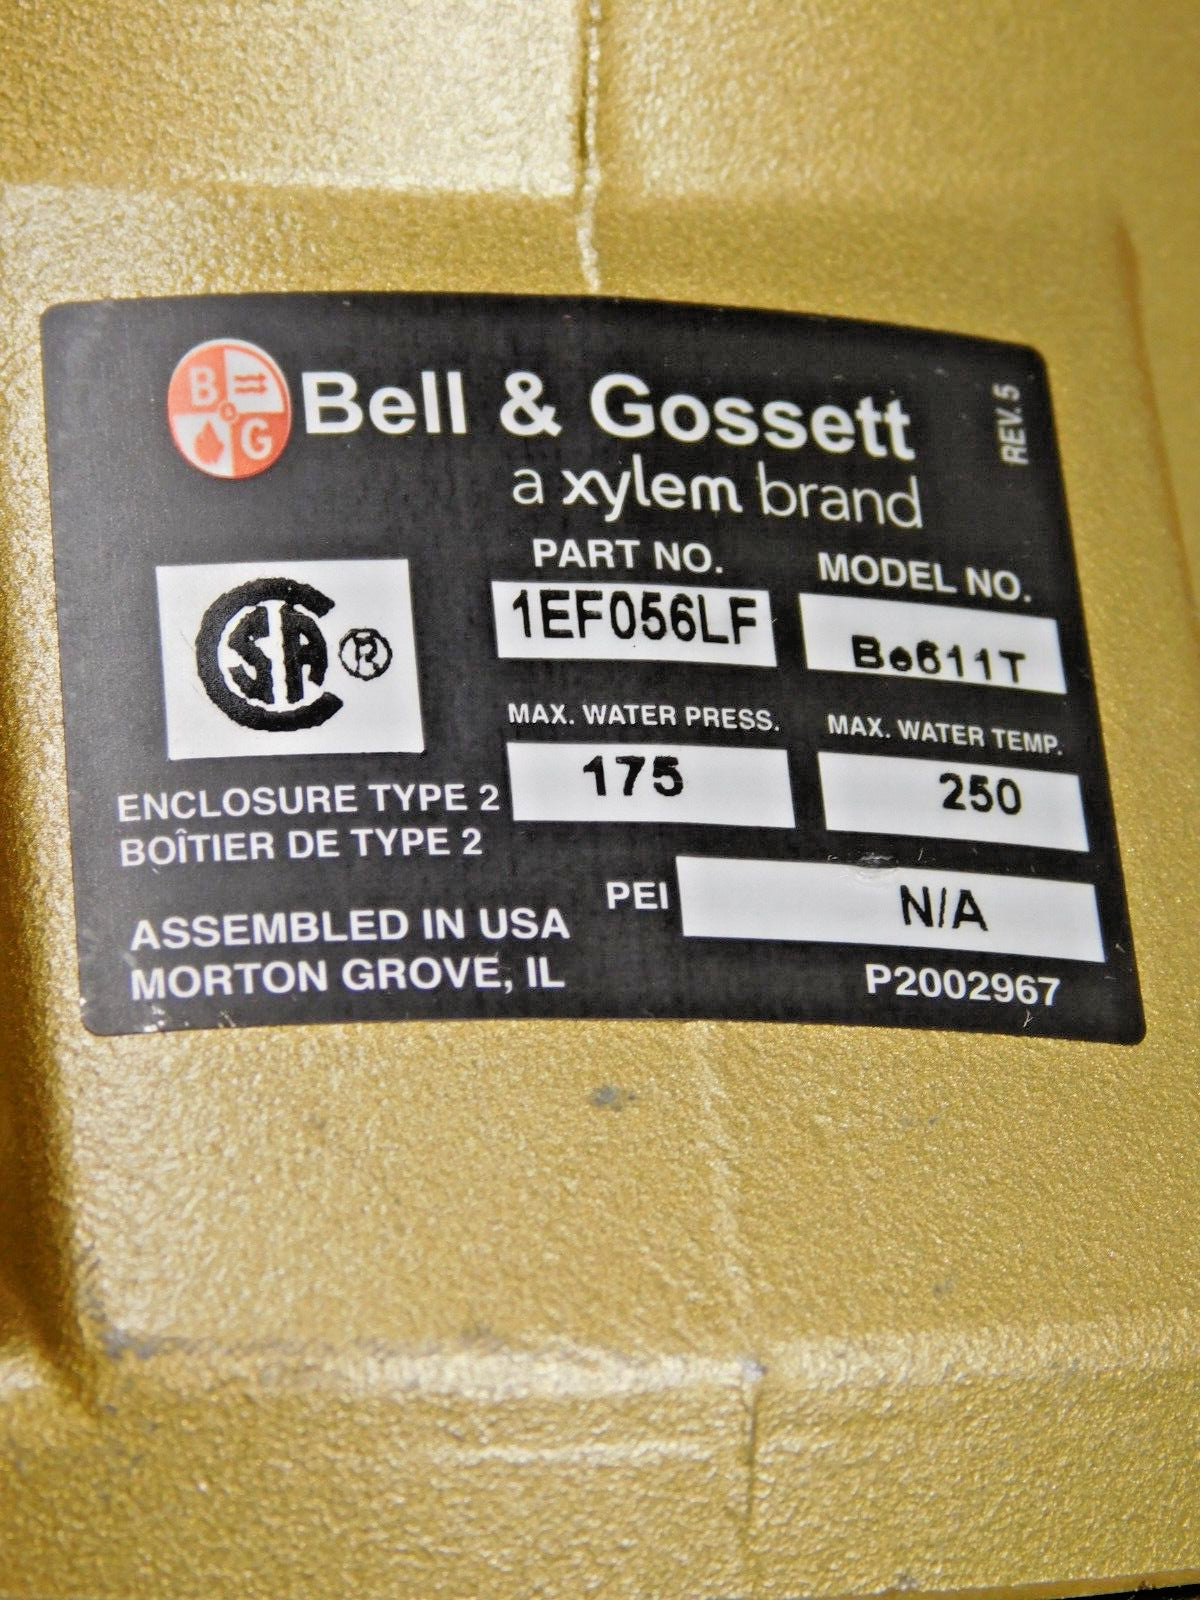 B G & Bell & Gossett
REV. 5
a xylem brand
PART NO. MODEL NO.
1EF056LF Be611T
CSA ®
MAX. WATER PRESS. MAX. WATER TEMP.
175 250
ENCLOSURE TYPE 2
BOÎTIER DE TYPE 2
PEI N/A
ASSEMBLED IN USA
MORTON GROVE, IL
P2002967